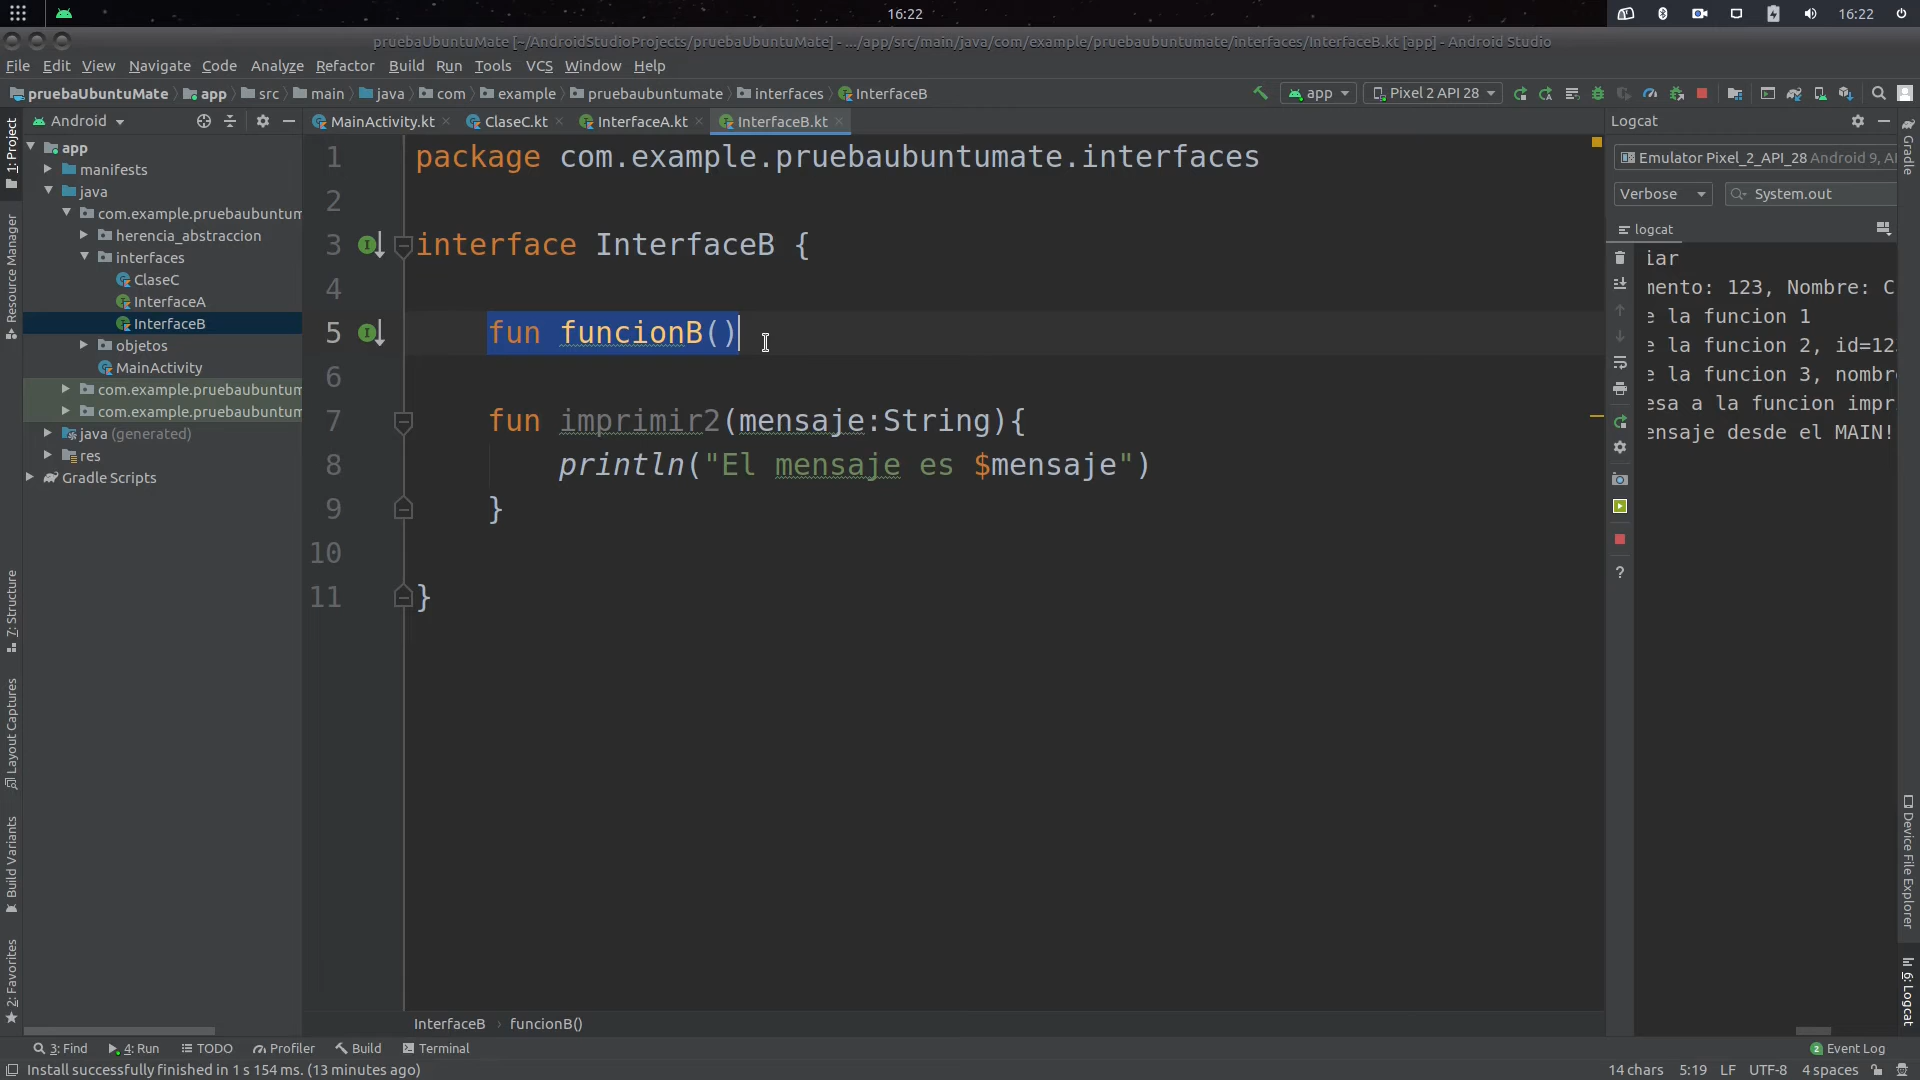 16:22
16:22
pruebaUbuntuMate [~/AndroidStudioProjects/pruebaUbuntuMate] - .../app/src/main/java/com/example/pruebaubuntumate/interfaces/InterfaceB.kt [app] - Android Studio
File Edit View Navigate Code Analyze Refactor Build Run Tools VCS Window Help
pruebaUbuntuMate app src main java com example pruebaubuntumate interfaces InterfaceB
app Pixel 2 API 28
Android
MainActivity.kt ClaseC.kt InterfaceA.kt InterfaceB.kt
1: Project
Resource Manager
7: Structure
Layout Captures
Build Variants
2: Favorites
app
manifests
java
com.example.pruebaubuntum
herencia_abstraccion
interfaces
ClaseC
InterfaceA
InterfaceB
objetos
MainActivity
com.example.pruebaubuntum
com.example.pruebaubuntum
java (generated)
res
Gradle Scripts
1 package com.example.pruebaubuntumate.interfaces
2
3 interface InterfaceB {
4
5 fun funcionB()
6
7 fun imprimir2(mensaje:String){
8 println("El mensaje es $mensaje")
9 }
10
11 }
InterfaceB › funcionB()
Logcat
Emulator Pixel_2_API_28 Android 9, AI
Verbose System.out
logcat
iar
mento: 123, Nombre: C
e la funcion 1
e la funcion 2, id=12
e la funcion 3, nombr
esa a la funcion impr
ensaje desde el MAIN!
Gradle
Device File Explorer
6: Logcat
3: Find 4: Run TODO Profiler Build Terminal
2 Event Log
Install successfully finished in 1 s 154 ms. (13 minutes ago)
14 chars 5:19 LF UTF-8 4 spaces